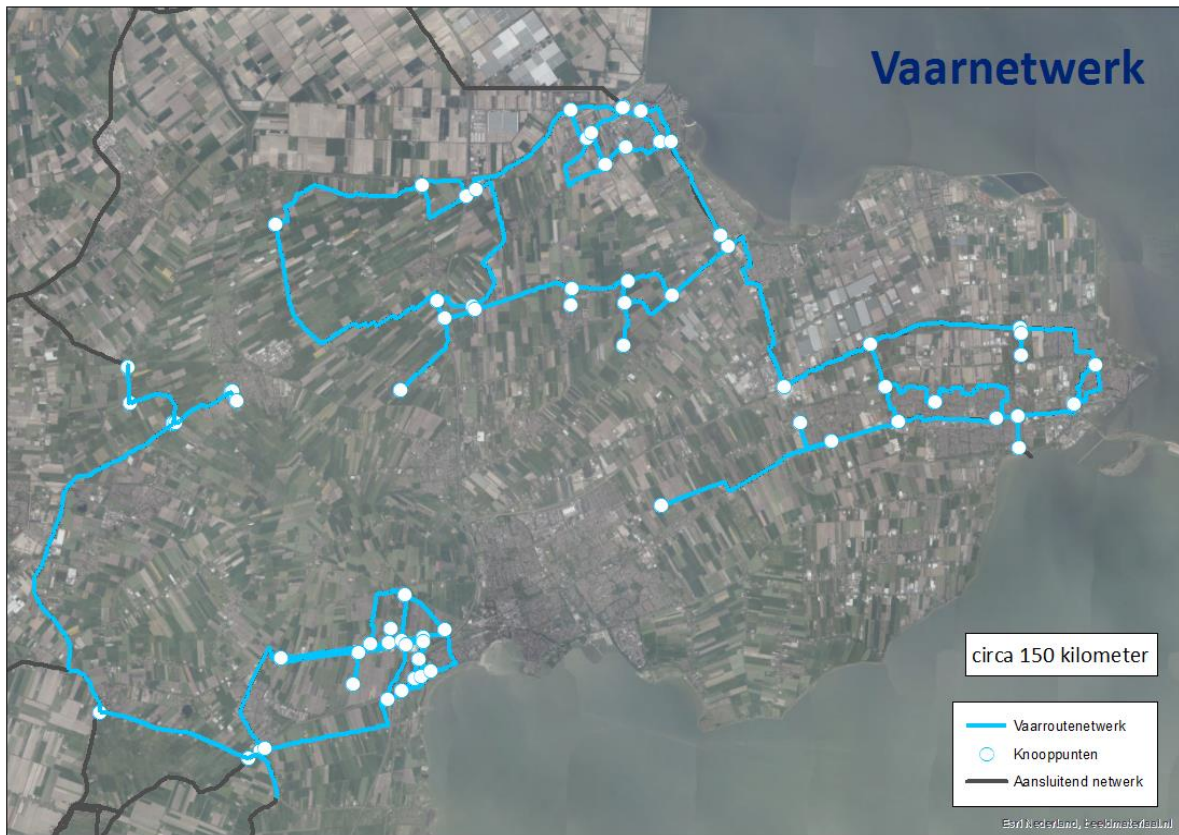 Vaarnetwerk
circa 150 kilometer
Vaarroutenetwerk
Knooppunten
Aansluitend netwerk
Esri Nederland, beeldmateriaal.nl